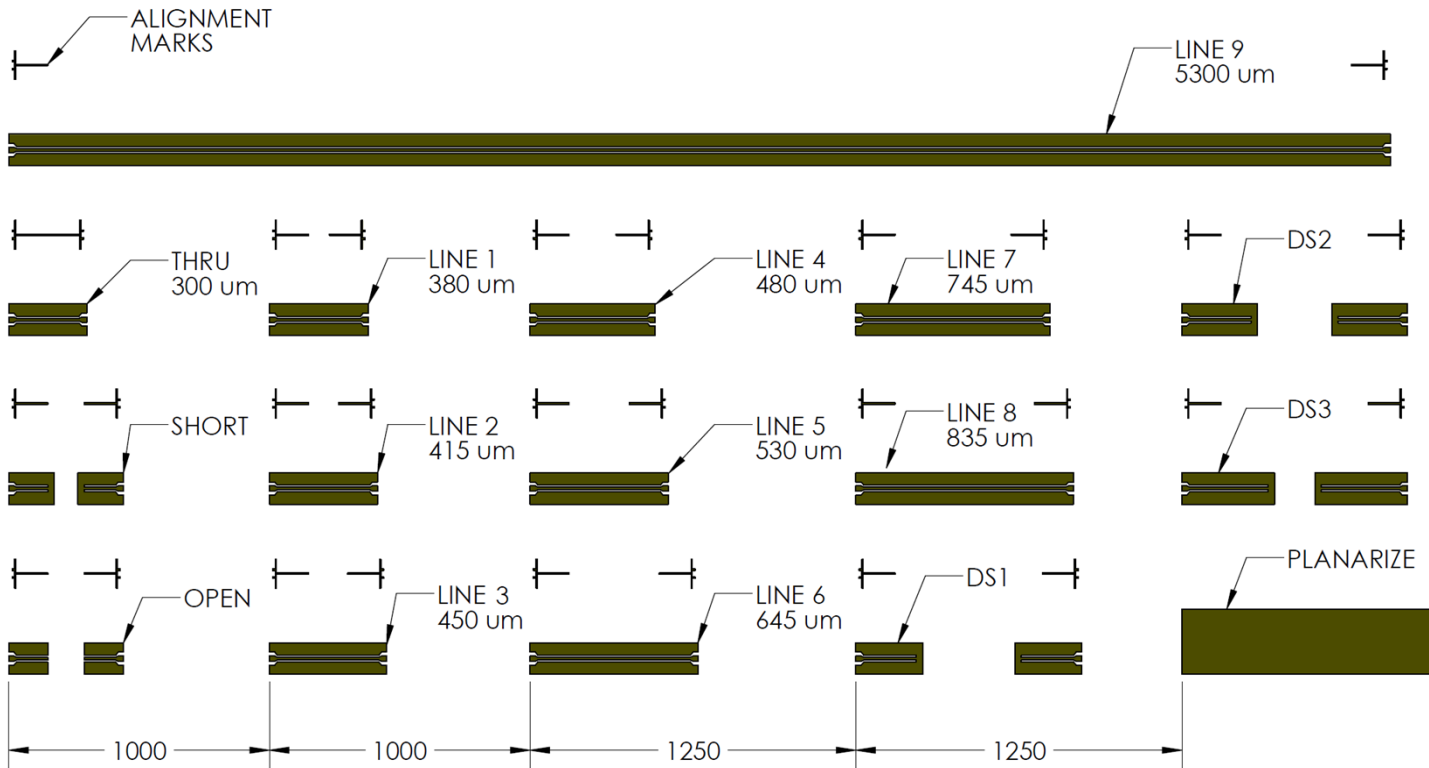 ALIGNMENT
MARKS
LINE 9
5300 um
THRU
300 um
LINE 1
380 um
LINE 4
480 um
LINE 7
745 um
DS2
SHORT
LINE 2
415 um
LINE 5
530 um
LINE 8
835 um
DS3
OPEN
LINE 3
450 um
LINE 6
645 um
DS1
PLANARIZE
1000
1000
1250
1250